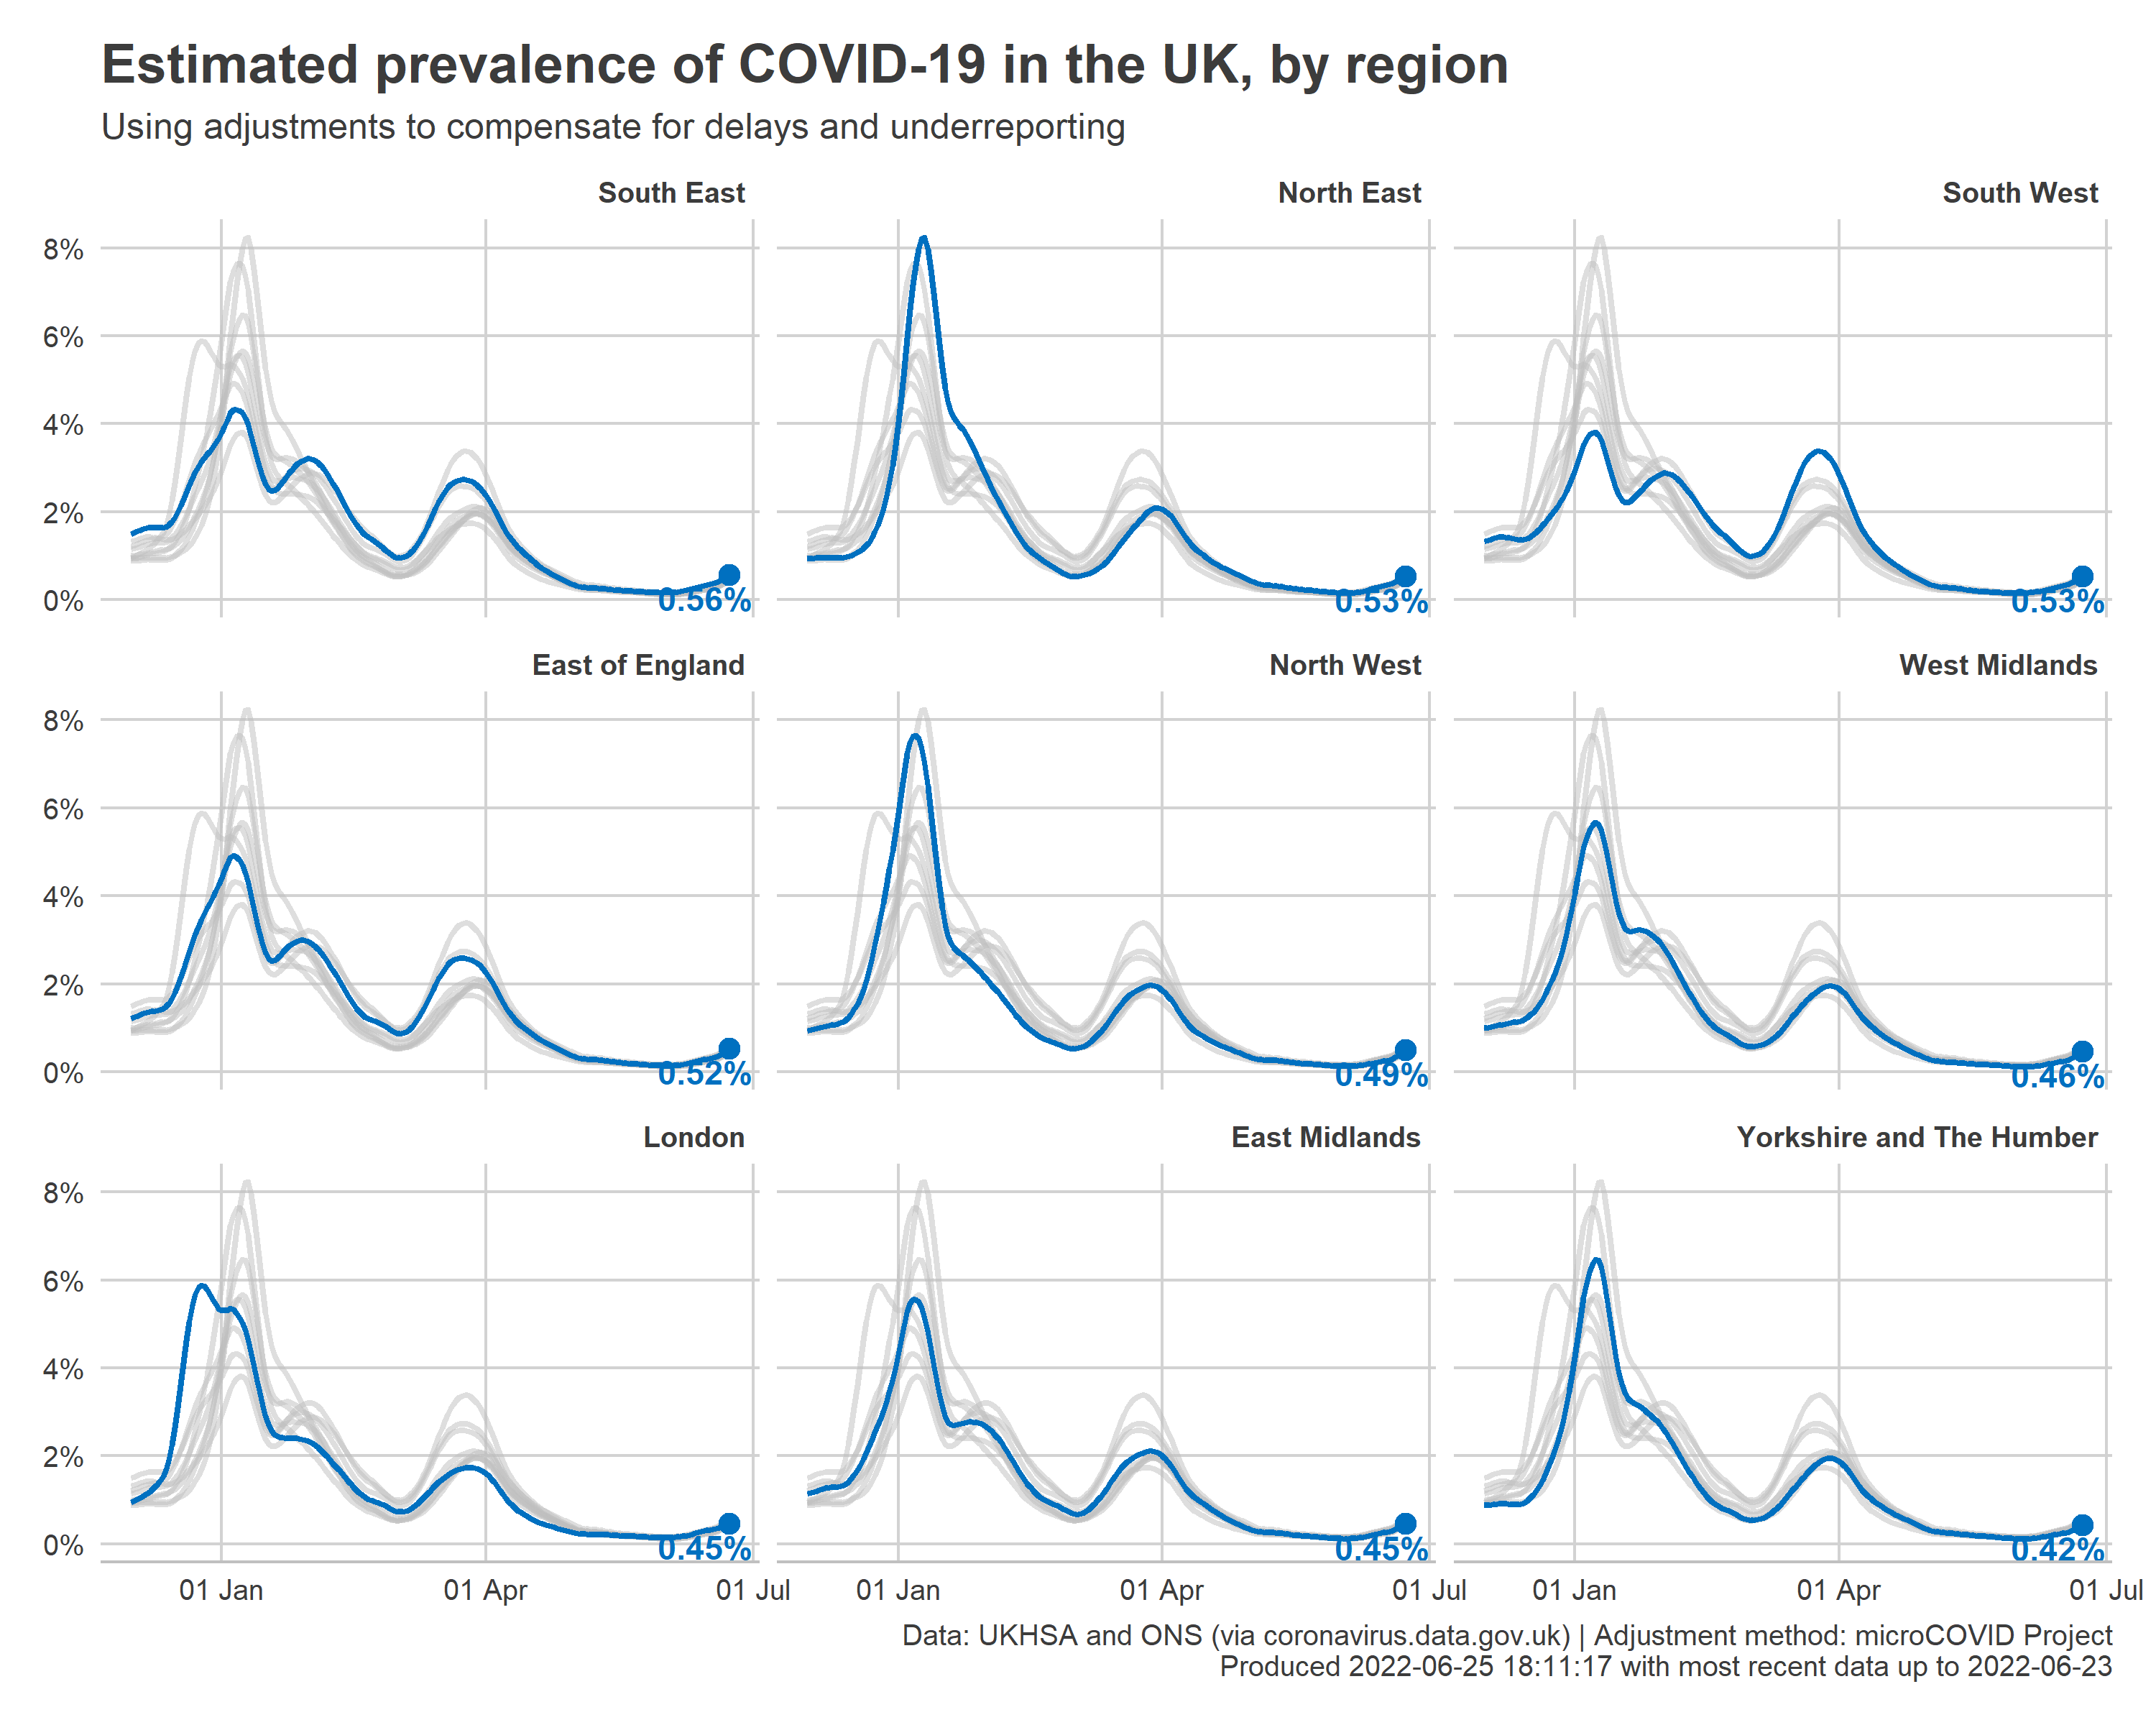 Estimated prevalence of COVID-19 in the UK, by region
Using adjustments to compensate for delays and underreporting
South East
North East
South West
8%
6%
4%
2%
0%
0.56%
0.53%
0.53%
East of England
North West
West Midlands
8%
6%
4%
2%
0%
0.52%
0.49%
0.46%
London
East Midlands
Yorkshire and The Humber
8%
6%
4%
2%
0%
0.45%
0.45%
0.42%
01 Jan
01 Apr
01 Jul
01 Jan
01 Apr
01 Jul
01 Jan
01 Apr
01 Jul
Data: UKHSA and ONS (via coronavirus.data.gov.uk) | Adjustment method: microCOVID Project
Produced 2022-06-25 18:11:17 with most recent data up to 2022-06-23